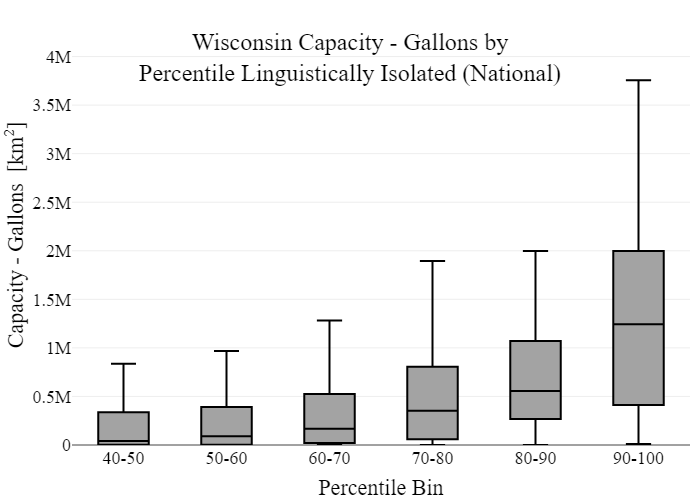 Wisconsin Capacity - Gallons by
Percentile Linguistically Isolated (National)
Capacity - Gallons [km²]
4M
3.5M
3M
2.5M
2M
1.5M
1M
0.5M
0
40-50
50-60
60-70
70-80
80-90
90-100
Percentile Bin